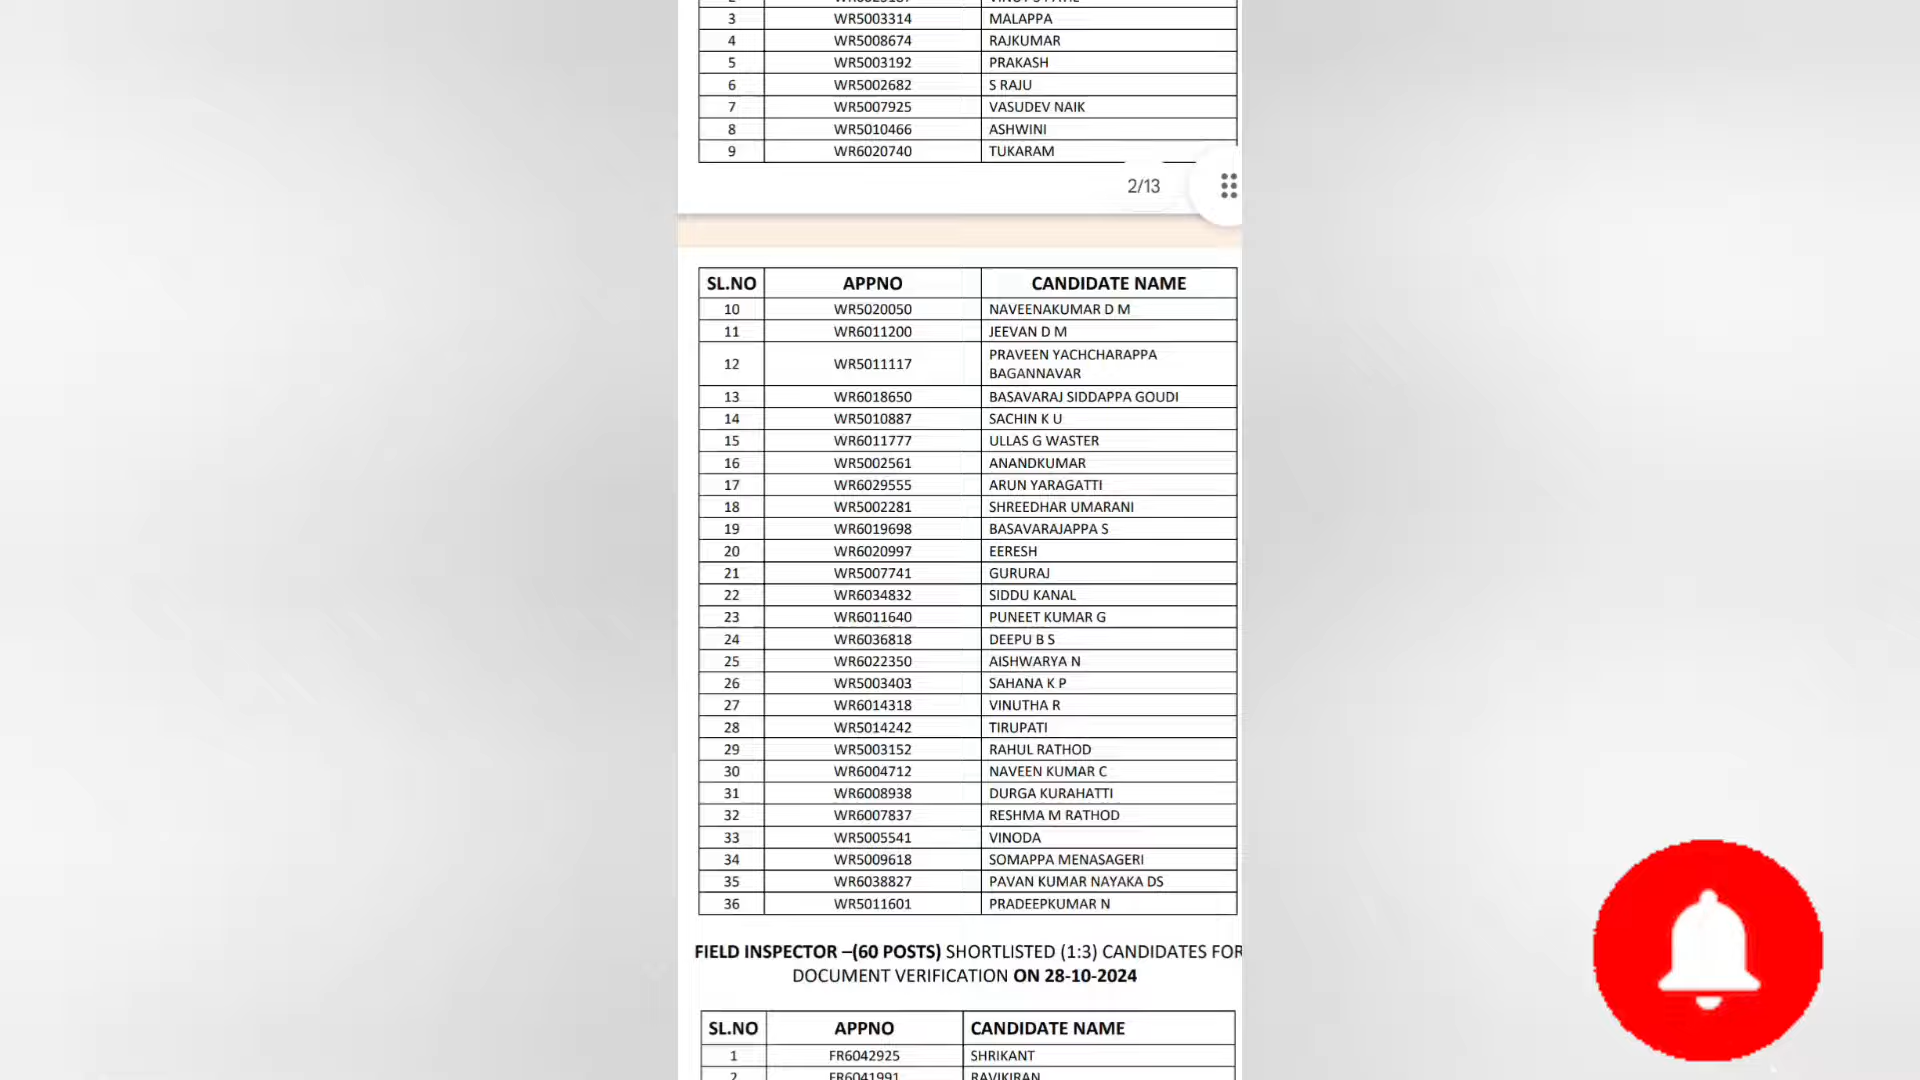 3 WR5003314 MALAPPA
4 WR5008674 RAJKUMAR
5 WR5003192 PRAKASH
6 WR5002682 S RAJU
7 WR5007925 VASUDEV NAIK
8 WR5010466 ASHWINI
9 WR6020740 TUKARAM
2/13
SL.NO APPNO CANDIDATE NAME
10 WR5020050 NAVEENAKUMAR D M
11 WR6011200 JEEVAN D M
12 WR5011117 PRAVEEN YACHCHARAPPA
BAGANNAVAR
13 WR6018650 BASAVARAJ SIDDAPPA GOUDI
14 WR5010887 SACHIN K U
15 WR6011777 ULLAS G WASTER
16 WR5002561 ANANDKUMAR
17 WR6029555 ARUN YARAGATTI
18 WR5002281 SHREEDHAR UMARANI
19 WR6019698 BASAVARAJAPPA S
20 WR6020997 EERESH
21 WR5007741 GURURAJ
22 WR6034832 SIDDU KANAL
23 WR6011640 PUNEET KUMAR G
24 WR6036818 DEEPU B S
25 WR6022350 AISHWARYA N
26 WR5003403 SAHANA K P
27 WR6014318 VINUTHA R
28 WR5014242 TIRUPATI
29 WR5003152 RAHUL RATHOD
30 WR6004712 NAVEEN KUMAR C
31 WR6008938 DURGA KURAHATTI
32 WR6007837 RESHMA M RATHOD
33 WR5005541 VINODA
34 WR5009618 SOMAPPA MENASAGERI
35 WR6038827 PAVAN KUMAR NAYAKA DS
36 WR5011601 PRADEEPKUMAR N
FIELD INSPECTOR –(60 POSTS) SHORTLISTED (1:3) CANDIDATES FOR
DOCUMENT VERIFICATION ON 28-10-2024
SL.NO APPNO CANDIDATE NAME
1 FR6042925 SHRIKANT
2 FR6041991 RAVIKIRAN